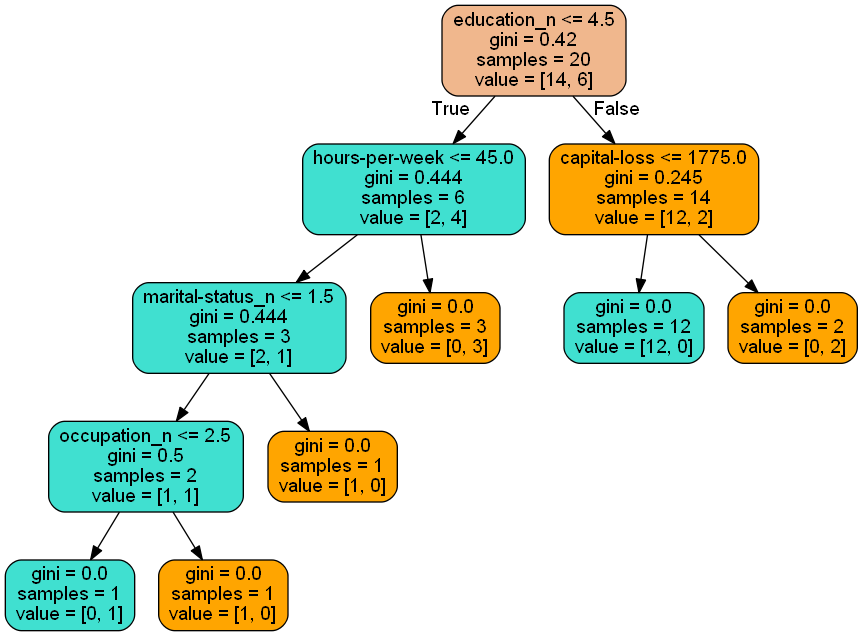 education_n <= 4.5
gini = 0.42
samples = 20
value = [14, 6]
True
False
hours-per-week <= 45.0
gini = 0.444
samples = 6
value = [2, 4]
capital-loss <= 1775.0
gini = 0.245
samples = 14
value = [12, 2]
marital-status_n <= 1.5
gini = 0.444
samples = 3
value = [2, 1]
gini = 0.0
samples = 3
value = [0, 3]
gini = 0.0
samples = 12
value = [12, 0]
gini = 0.0
samples = 2
value = [0, 2]
occupation_n <= 2.5
gini = 0.5
samples = 2
value = [1, 1]
gini = 0.0
samples = 1
value = [1, 0]
gini = 0.0
samples = 1
value = [0, 1]
gini = 0.0
samples = 1
value = [1, 0]